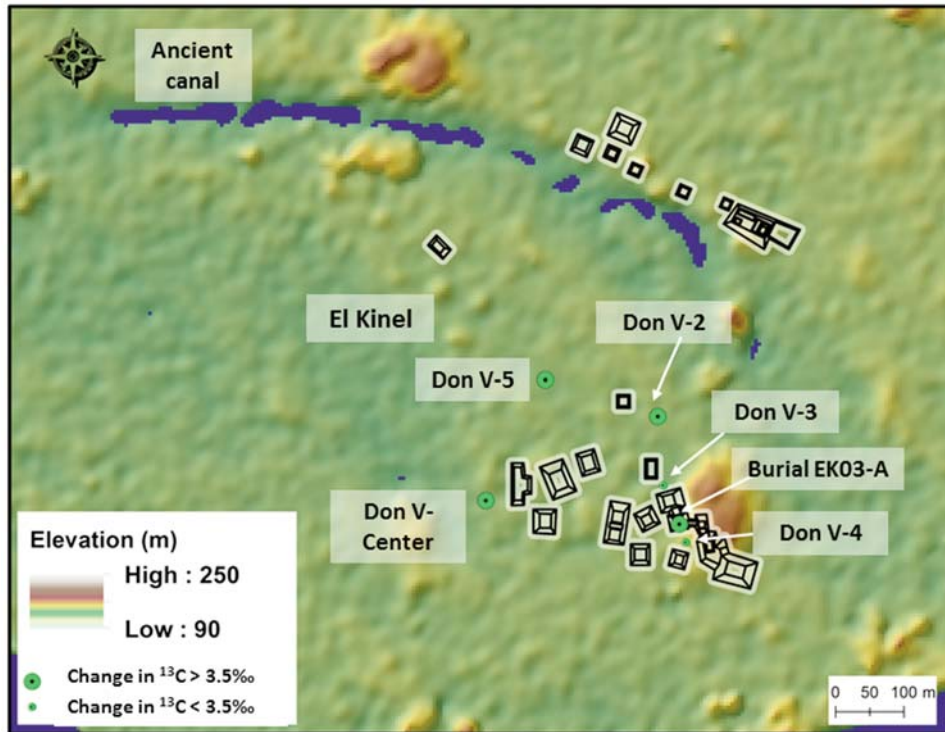 Ancient
canal
El Kinel
Don V-2
Don V-5
Don V-3
Burial EK03-A
Don V-
Center
Don V-4
Elevation (m)
High : 250
Low : 90
Change in ¹³C > 3.5‰
Change in ¹³C < 3.5‰
0 50 100 m